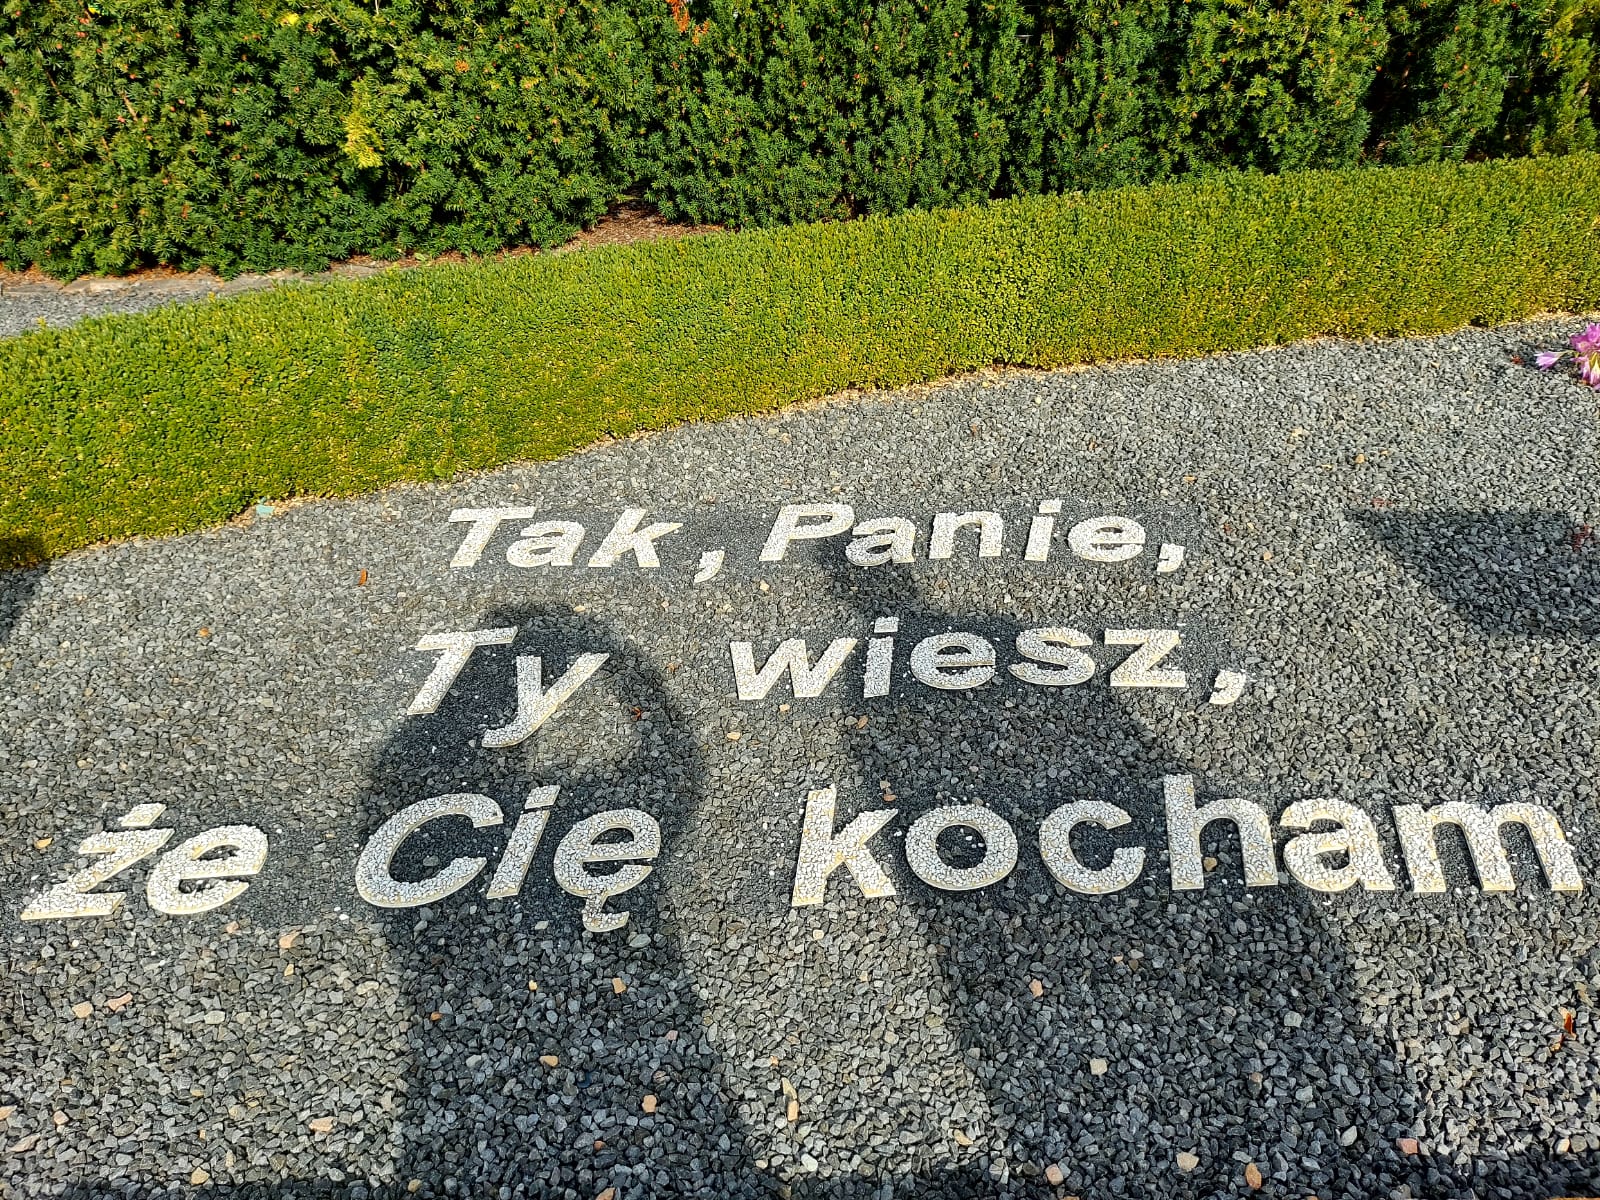 Tak, Panie,
Ty wiesz,
że Cię kocham